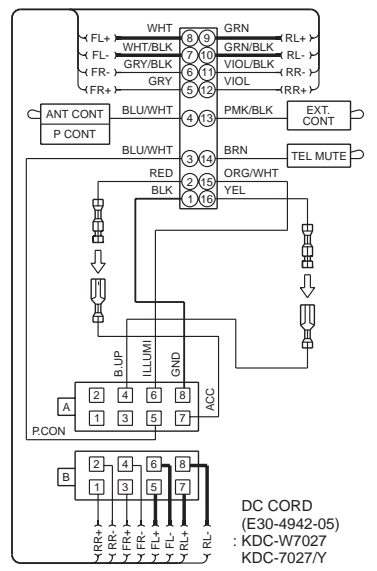 WHT GRN
FL+ 8 9 RL+
WHT/BLK GRN/BLK
FL- 7 10 RL-
GRY/BLK VIOL/BLK
FR- 6 11 RR-
GRY VIOL
FR+ 5 12 RR+
ANT CONT BLU/WHT 4 13 PMK/BLK EXT. CONT
P CONT
BLU/WHT 3 14 BRN TEL MUTE
RED 2 15 ORG/WHT
BLK 1 16 YEL
B.UP ILLUMI GND ACC
2 4 6 8
A
1 3 5 7
P.CON
2 4 6 8
B
1 3 5 7
RR+ RR- FR+ FR- FL+ FL- RL+ RL-
DC CORD
(E30-4942-05)
: KDC-W7027
KDC-7027/Y